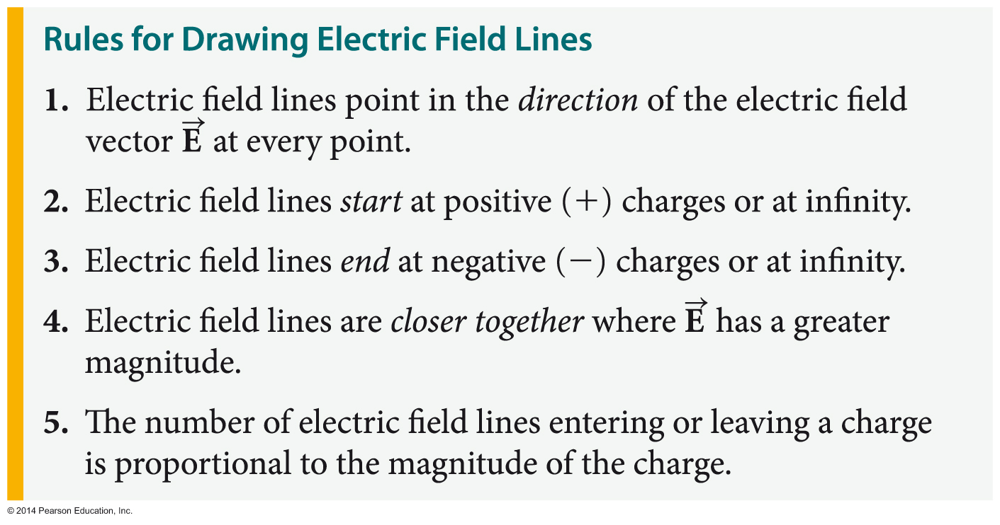 Rules for Drawing Electric Field Lines
1. Electric field lines point in the direction of the electric field
vector E⃗ at every point.
2. Electric field lines start at positive (+) charges or at infinity.
3. Electric field lines end at negative (−) charges or at infinity.
4. Electric field lines are closer together where E⃗ has a greater
magnitude.
5. The number of electric field lines entering or leaving a charge
is proportional to the magnitude of the charge.
© 2014 Pearson Education, Inc.